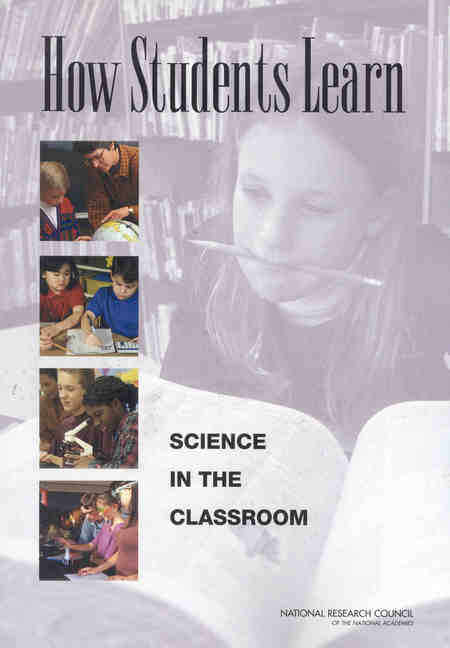 How Students Learn
SCIENCE
IN THE
CLASSROOM
NATIONAL RESEARCH COUNCIL
OF THE NATIONAL ACADEMIES